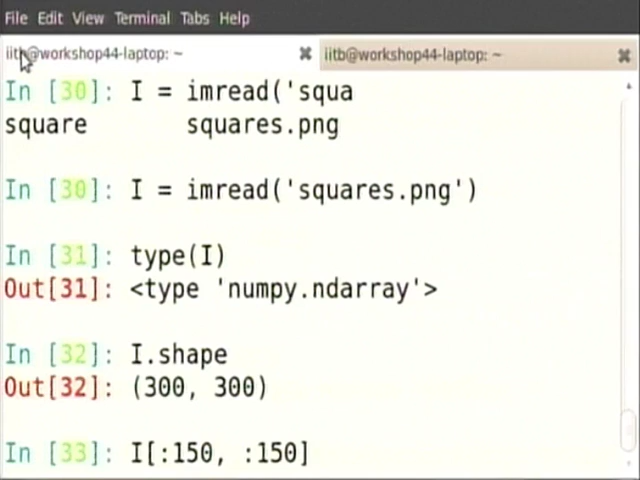 File Edit View Terminal Tabs Help
iitb@workshop44-laptop: ~ iitb@workshop44-laptop: ~
In [30]: I = imread('squa
square squares.png
In [30]: I = imread('squares.png')
In [31]: type(I)
Out[31]: <type 'numpy.ndarray'>
In [32]: I.shape
Out[32]: (300, 300)
In [33]: I[:150, :150]